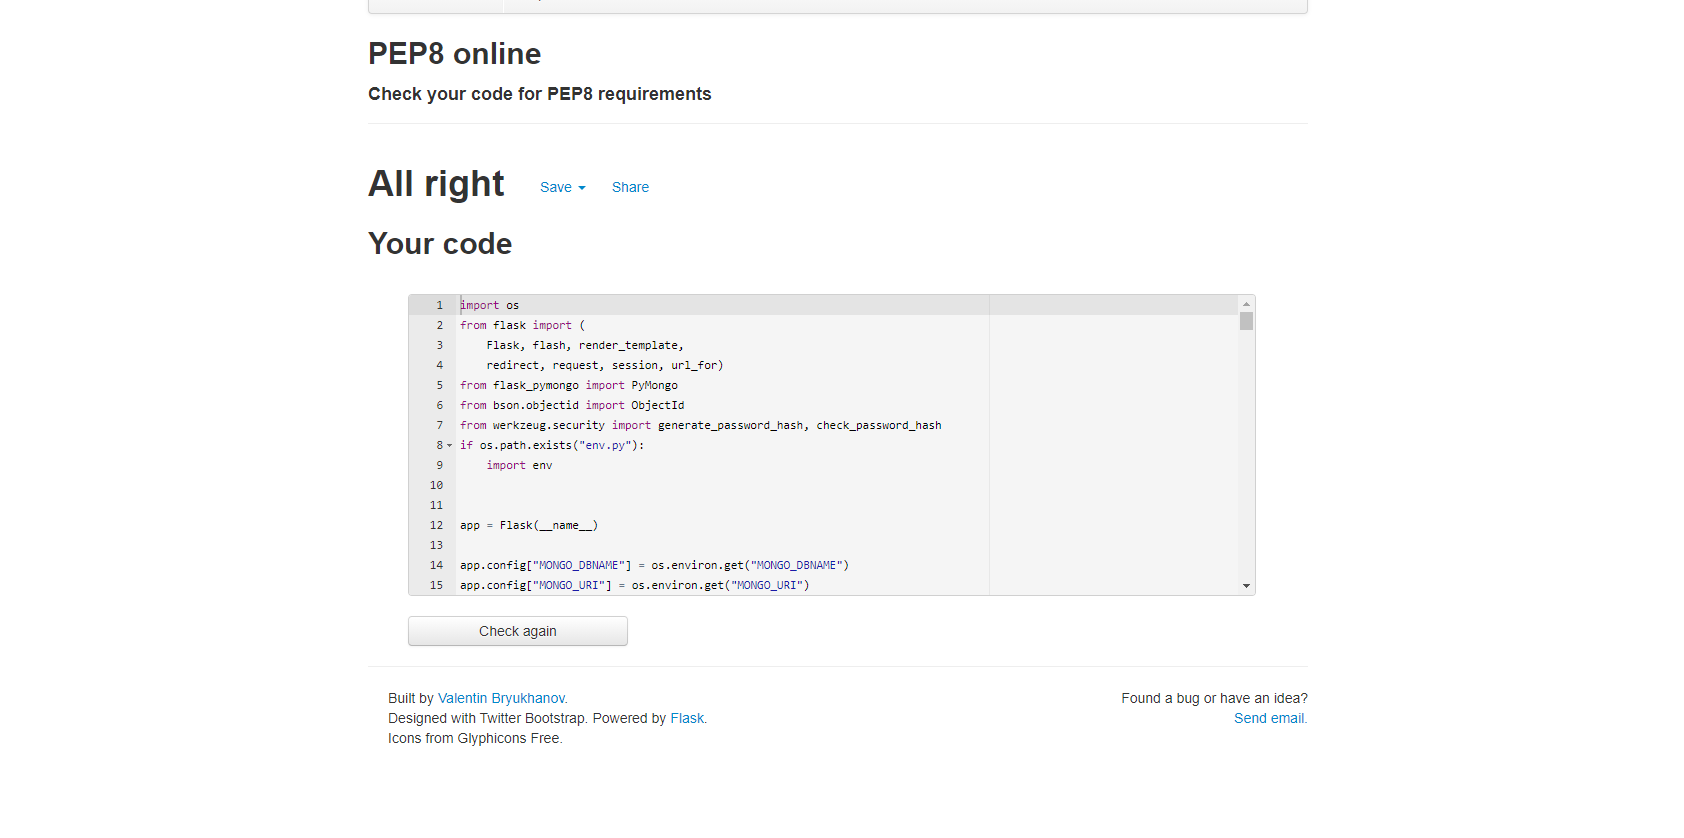 PEP8 online
Check your code for PEP8 requirements
All right Save Share
Your code
1 import os
2 from flask import (
3     Flask, flash, render_template,
4     redirect, request, session, url_for)
5 from flask_pymongo import PyMongo
6 from bson.objectid import ObjectId
7 from werkzeug.security import generate_password_hash, check_password_hash
8 if os.path.exists("env.py"):
9     import env
10
11
12 app = Flask(__name__)
13
14 app.config["MONGO_DBNAME"] = os.environ.get("MONGO_DBNAME")
15 app.config["MONGO_URI"] = os.environ.get("MONGO_URI")
Check again
Built by Valentin Bryukhanov.
Designed with Twitter Bootstrap. Powered by Flask.
Icons from Glyphicons Free.
Found a bug or have an idea?
Send email.